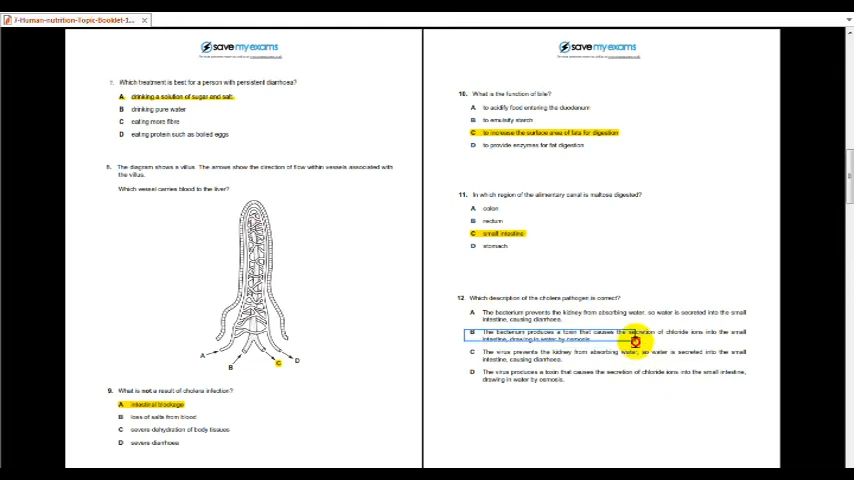 7-Human-nutrition-Topic-Booklet-1...
savemyexams
7. Which treatment is best for a person with persistent diarrhoea?
A drinking a solution of sugar and salt
B drinking pure water
C eating more fibre
D eating protein such as boiled eggs
8. The diagram shows a villus. The arrows show the direction of flow within vessels associated with
the villus.
Which vessel carries blood to the liver?
A
B
C
D
9. What is not a result of cholera infection?
A intestinal blockage
B loss of salts from blood
C severe dehydration of body tissues
D severe diarrhoea
savemyexams
10. What is the function of bile?
A to acidify food entering the duodenum
B to emulsify starch
C to increase the surface area of fats for digestion
D to provide enzymes for fat digestion
11. In which region of the alimentary canal is maltose digested?
A colon
B rectum
C small intestine
D stomach
12 Which description of the cholera pathogen is correct?
A The bacterium prevents the kidney from absorbing water, so water is secreted into the small
intestine, causing diarrhoea.
B The bacterium produces a toxin that causes the secretion of chloride ions into the small
intestine, drawing in water by osmosis.
C The virus prevents the kidney from absorbing water, so water is secreted into the small
intestine, causing diarrhoea.
D The virus produces a toxin that causes the secretion of chloride ions into the small intestine,
drawing in water by osmosis.